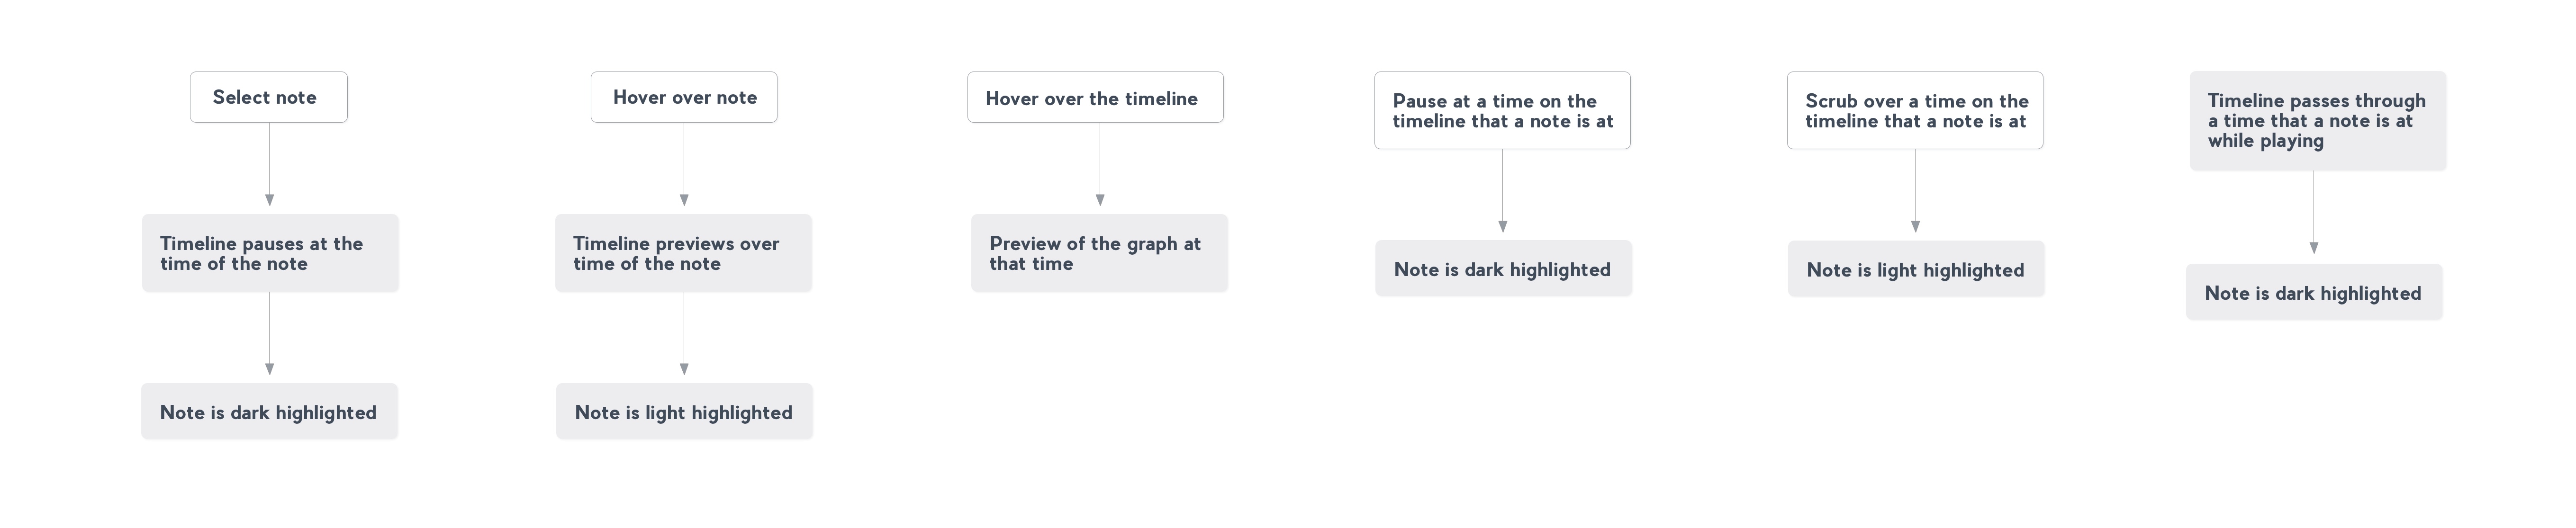 Select note
Timeline pauses at the
time of the note
Note is dark highlighted
Hover over note
Timeline previews over
time of the note
Note is light highlighted
Hover over the timeline
Preview of the graph at
that time
Pause at a time on the
timeline that a note is at
Note is dark highlighted
Scrub over a time on the
timeline that a note is at
Note is light highlighted
Timeline passes through
a time that a note is at
while playing
Note is dark highlighted